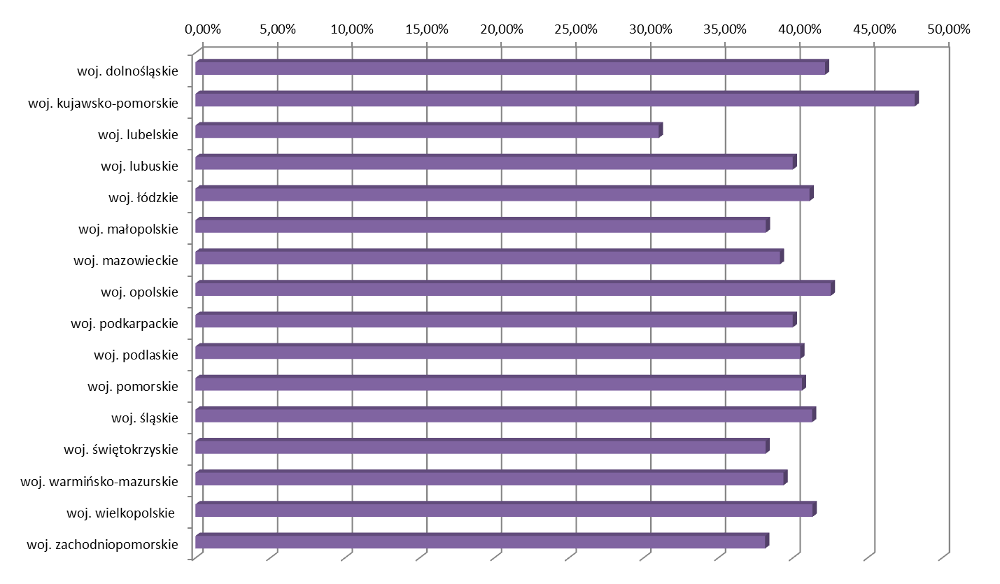 0,00% 5,00% 10,00% 15,00% 20,00% 25,00% 30,00% 35,00% 40,00% 45,00% 50,00%
woj. dolnośląskie
woj. kujawsko-pomorskie
woj. lubelskie
woj. lubuskie
woj. łódzkie
woj. małopolskie
woj. mazowieckie
woj. opolskie
woj. podkarpackie
woj. podlaskie
woj. pomorskie
woj. śląskie
woj. świętokrzyskie
woj. warmińsko-mazurskie
woj. wielkopolskie
woj. zachodniopomorskie